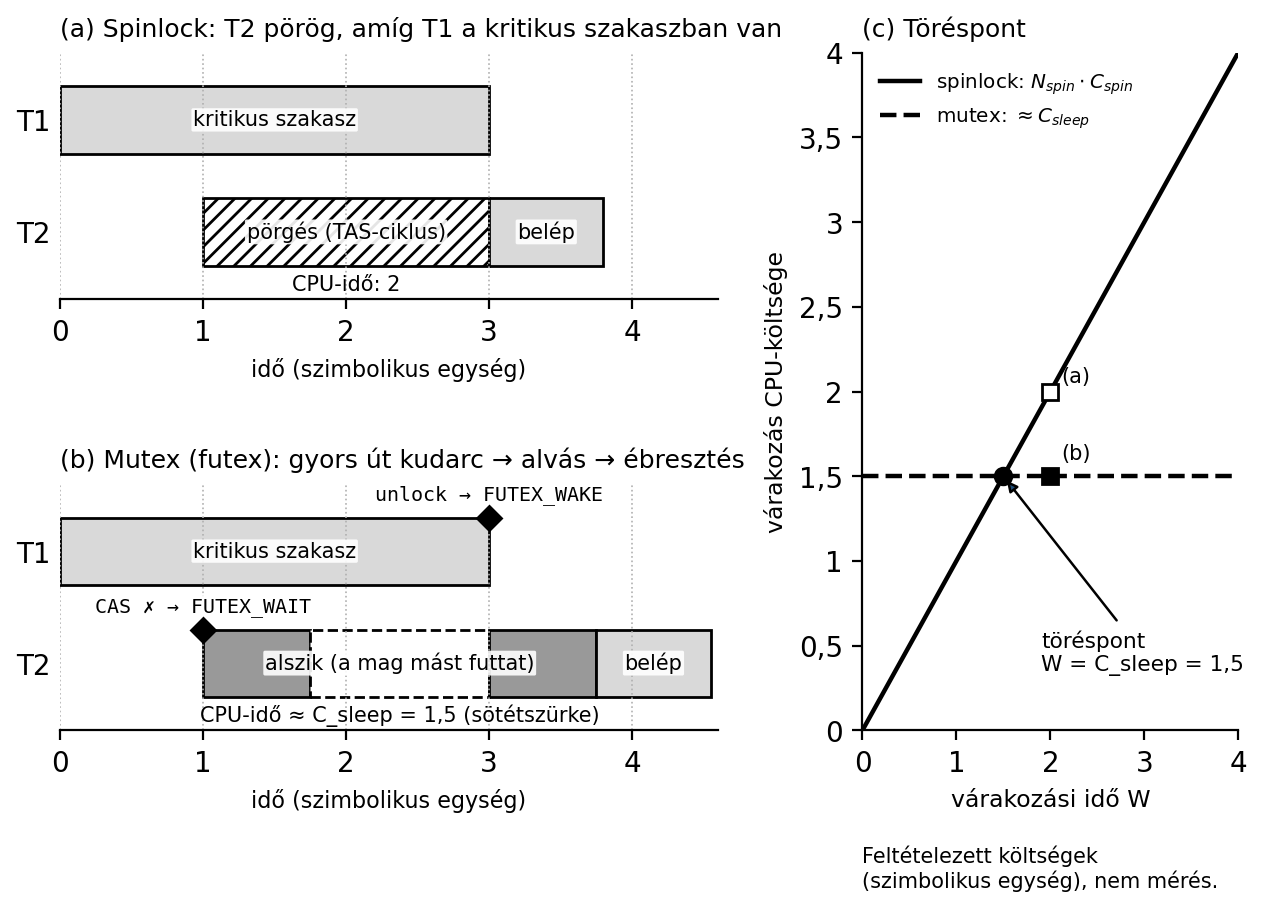 (a) Spinlock: T2 pörög, amíg T1 a kritikus szakaszban van
T1
kritikus szakasz
T2
pörgés (TAS-ciklus)
belép
CPU-idő: 2
0 1 2 3 4
idő (szimbolikus egység)
(b) Mutex (futex): gyors út kudarc → alvás → ébresztés
unlock → FUTEX_WAKE
T1
kritikus szakasz
CAS ✗ → FUTEX_WAIT
T2
alszik (a mag mást futtat)
belép
CPU-idő ≈ C_sleep = 1,5 (sötétszürke)
0 1 2 3 4
idő (szimbolikus egység)
(c) Töréspont
spinlock: N_spin · C_spin
mutex: ≈ C_sleep
4
3,5
3
2,5
2
1,5
1
0,5
0
várakozás CPU-költsége
(a)
(b)
töréspont
W = C_sleep = 1,5
0 1 2 3 4
várakozási idő W
Feltételezett költségek
(szimbolikus egység), nem mérés.